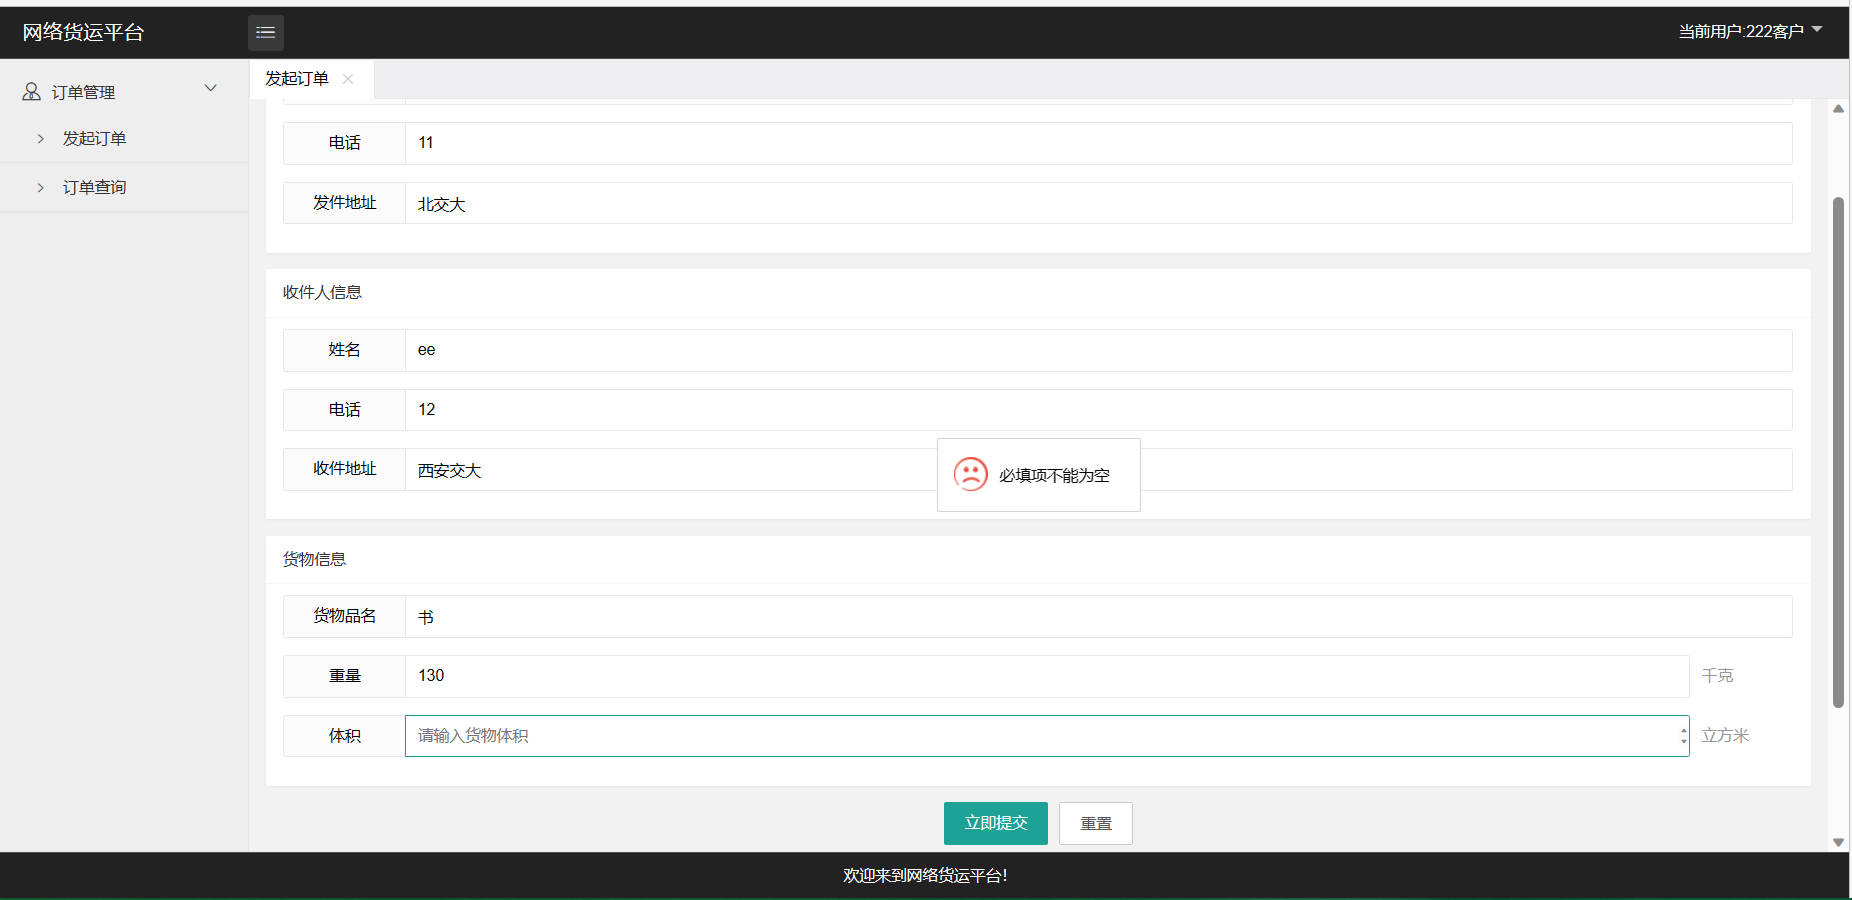 网络货运平台
当前用户:222客户
订单管理
发起订单
订单查询
发起订单
电话 11
发件地址 北交大
收件人信息
姓名 ee
电话 12
收件地址 西安交大
必填项不能为空
货物信息
货物品名 书
重量 130 千克
体积 请输入货物体积 立方米
立即提交 重置
欢迎来到网络货运平台!